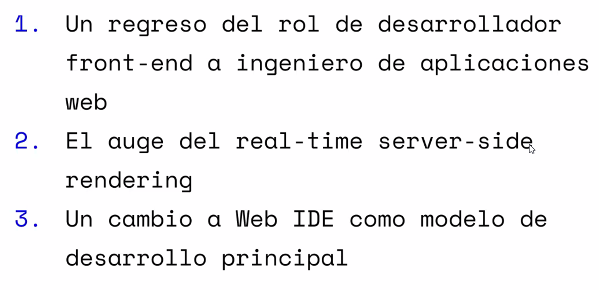 1. Un regreso del rol de desarrollador
front-end a ingeniero de aplicaciones
web
2. El auge del real-time server-side
rendering
3. Un cambio a Web IDE como modelo de
desarrollo principal